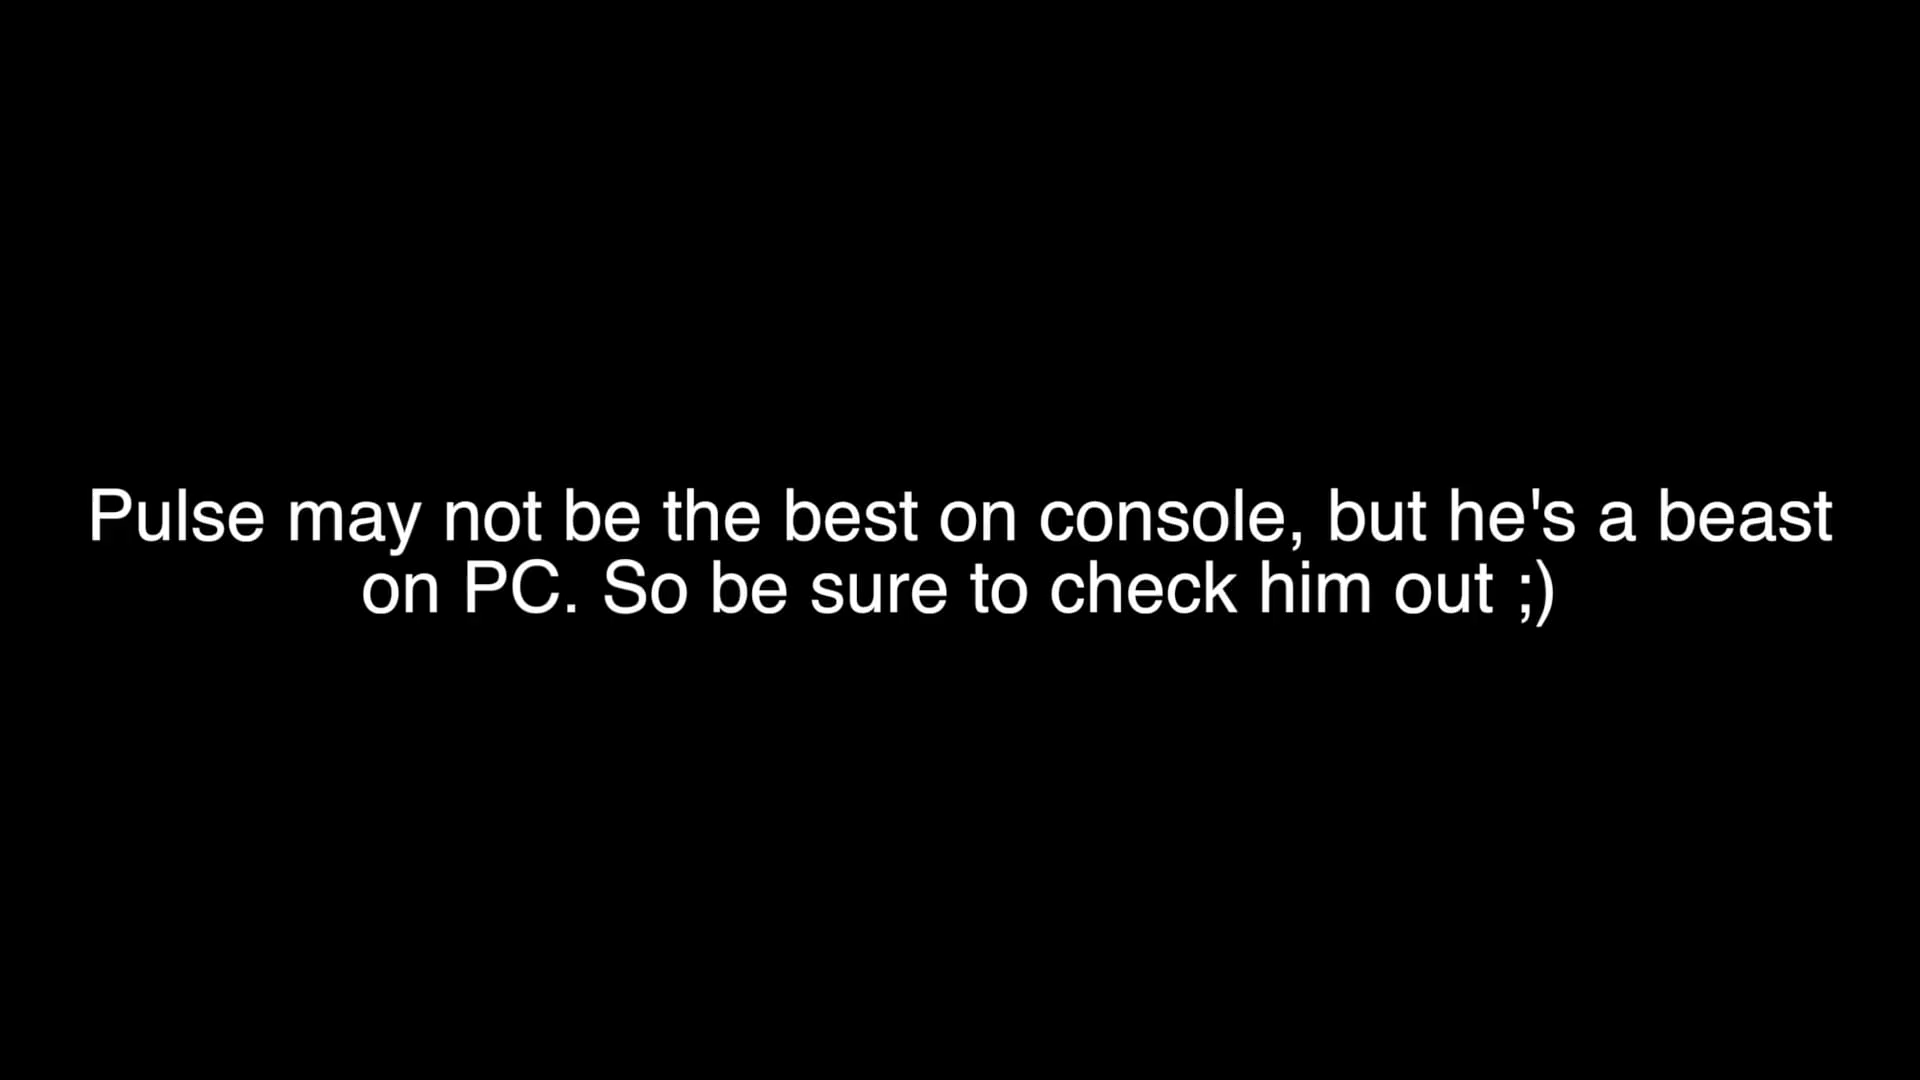 Pulse may not be the best on console, but he's a beast
on PC. So be sure to check him out ;)